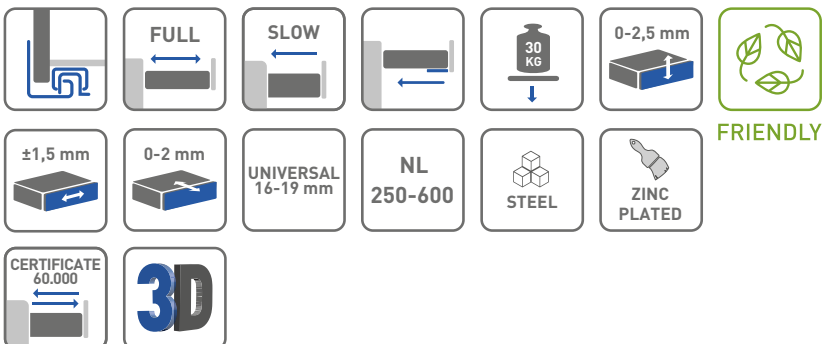 FULL
SLOW
30
KG
0-2,5 mm
FRIENDLY
±1,5 mm
0-2 mm
UNIVERSAL
16-19 mm
NL
250-600
STEEL
ZINC
PLATED
CERTIFICATE
60.000
3D